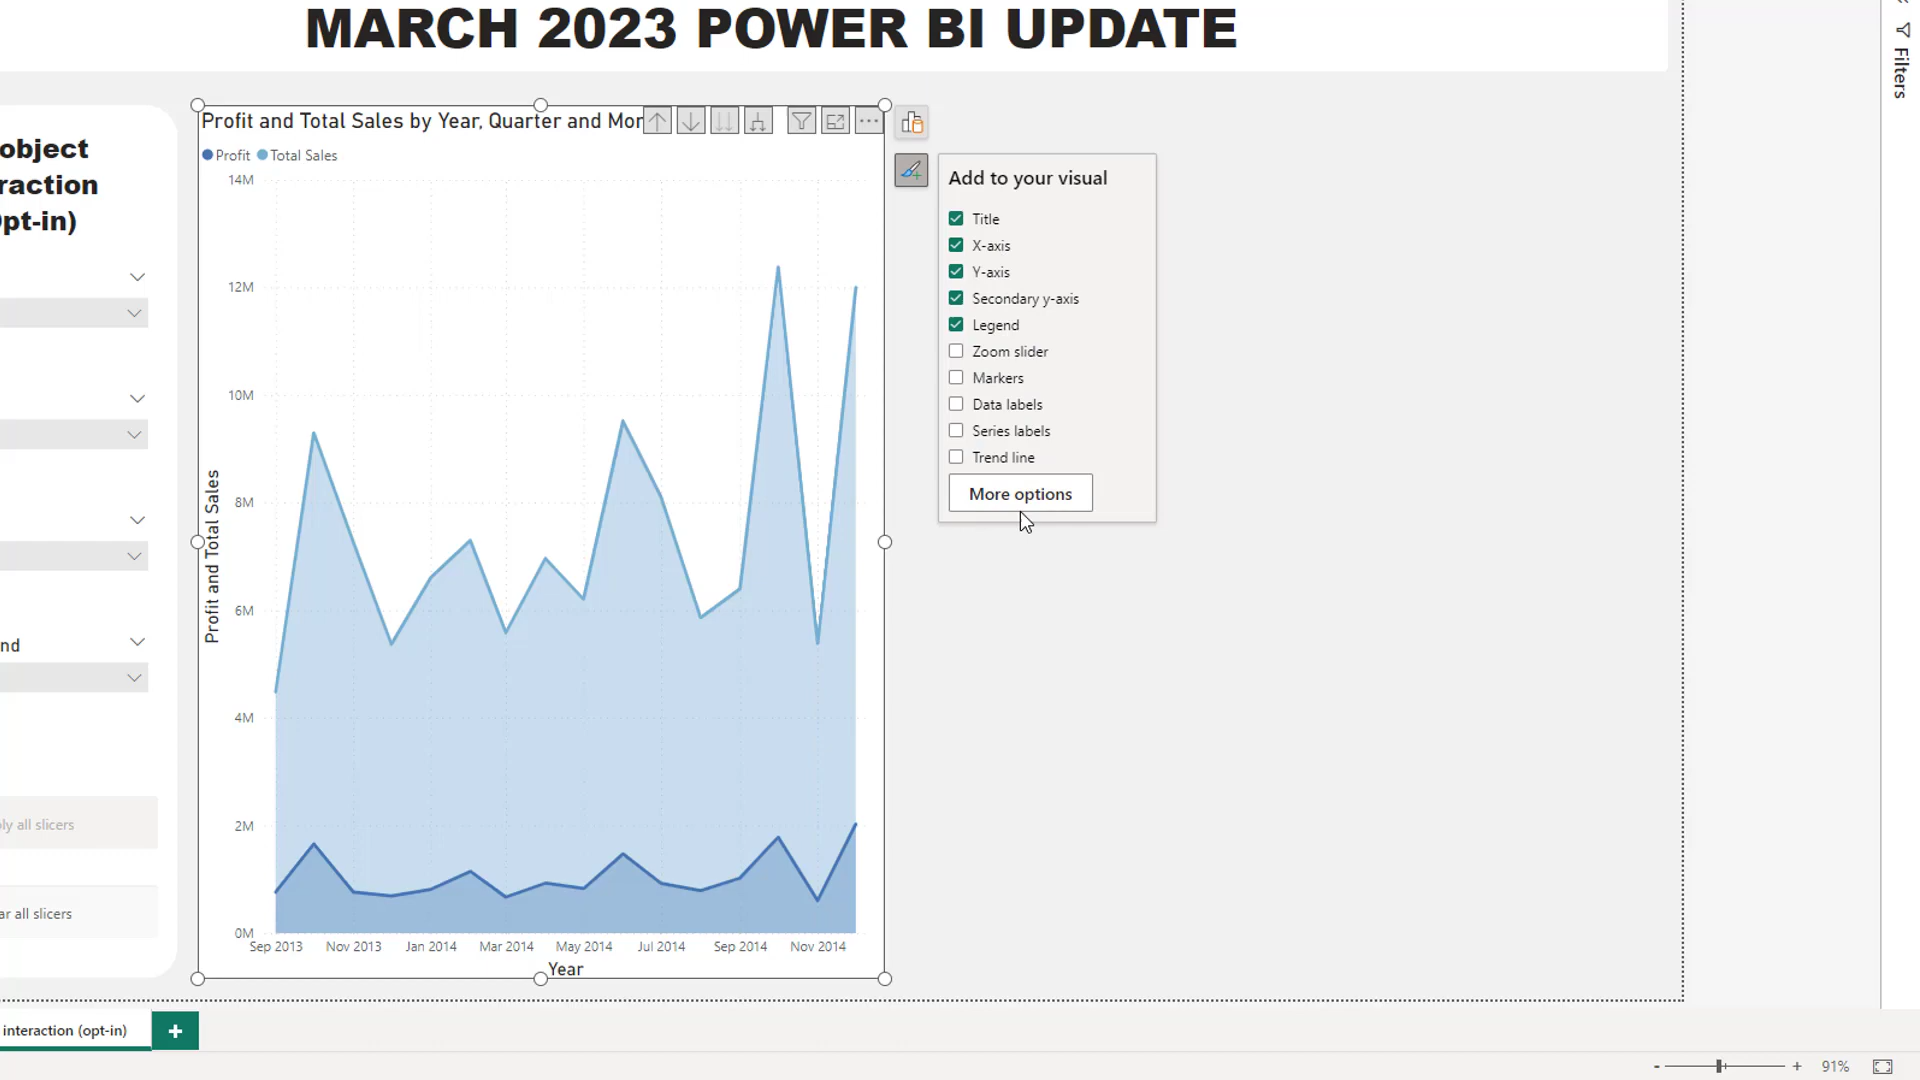 MARCH 2023 POWER BI UPDATE
Filters
object
raction
pt-in)
nd
ly all slicers
ar all slicers
Profit and Total Sales by Year, Quarter and Mor
Profit Total Sales
14M
12M
10M
8M
6M
4M
2M
0M
Profit and Total Sales
Sep 2013 Nov 2013 Jan 2014 Mar 2014 May 2014 Jul 2014 Sep 2014 Nov 2014
Year
Add to your visual
Title
X-axis
Y-axis
Secondary y-axis
Legend
Zoom slider
Markers
Data labels
Series labels
Trend line
More options
interaction (opt-in)
+
- + 91%